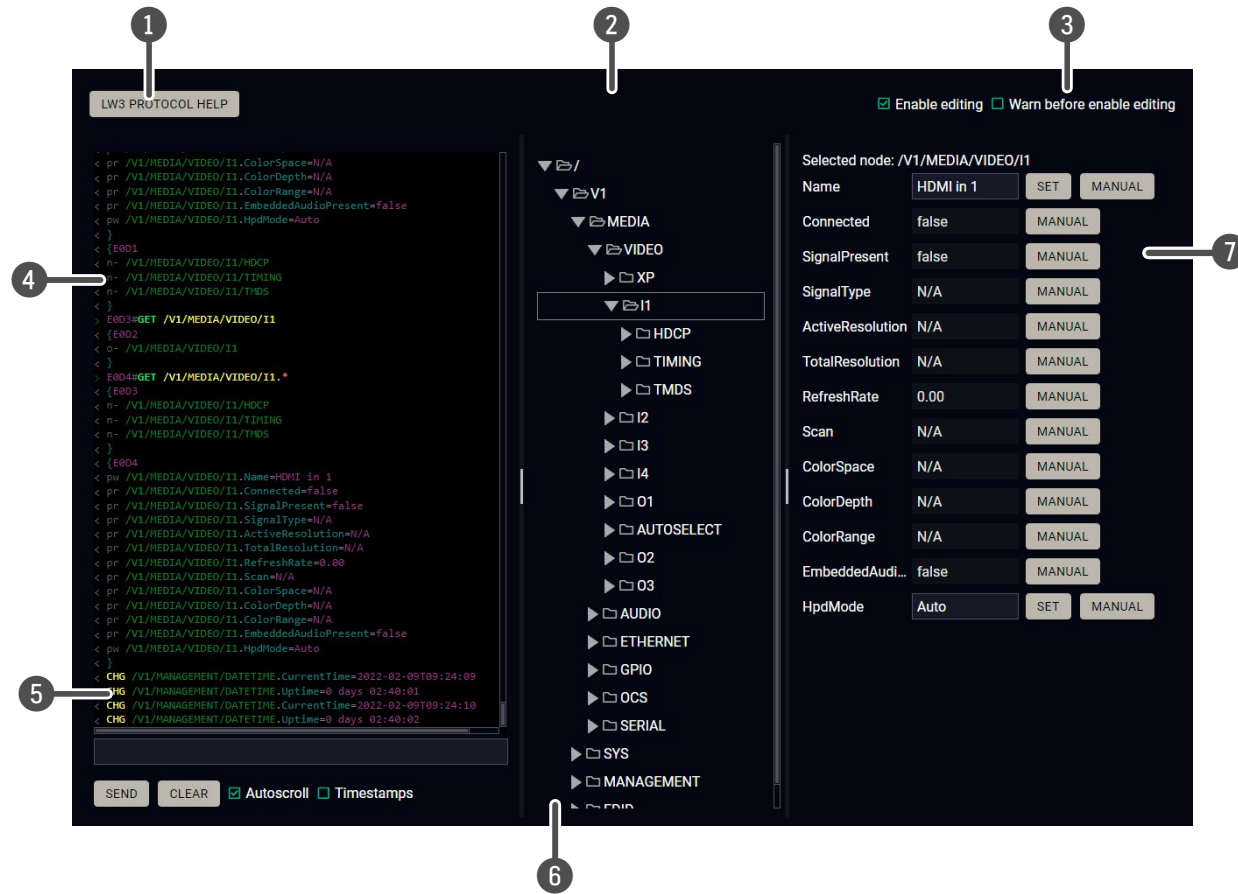 1
2
3
LW3 PROTOCOL HELP
Enable editing
Warn before enable editing
< pr /V1/MEDIA/VIDEO/I1.ColorSpace=N/A
< pr /V1/MEDIA/VIDEO/I1.ColorDepth=N/A
< pr /V1/MEDIA/VIDEO/I1.ColorRange=N/A
< pr /V1/MEDIA/VIDEO/I1.EmbeddedAudioPresent=false
< pw /V1/MEDIA/VIDEO/I1.HpdMode=Auto
< }
< {E0D1
< n- /V1/MEDIA/VIDEO/I1/HDCP
4
< n- /V1/MEDIA/VIDEO/I1/TIMING
< n- /V1/MEDIA/VIDEO/I1/TMDS
< }
> E0D3#GET /V1/MEDIA/VIDEO/I1
< {E0D2
< o- /V1/MEDIA/VIDEO/I1
< }
> E0D4#GET /V1/MEDIA/VIDEO/I1.*
< {E0D3
< n- /V1/MEDIA/VIDEO/I1/HDCP
< n- /V1/MEDIA/VIDEO/I1/TIMING
< n- /V1/MEDIA/VIDEO/I1/TMDS
< }
< {E0D4
< pw /V1/MEDIA/VIDEO/I1.Name=HDMI in 1
< pr /V1/MEDIA/VIDEO/I1.Connected=false
< pr /V1/MEDIA/VIDEO/I1.SignalPresent=false
< pr /V1/MEDIA/VIDEO/I1.SignalType=N/A
< pr /V1/MEDIA/VIDEO/I1.ActiveResolution=N/A
< pr /V1/MEDIA/VIDEO/I1.TotalResolution=N/A
< pr /V1/MEDIA/VIDEO/I1.RefreshRate=0.00
< pr /V1/MEDIA/VIDEO/I1.Scan=N/A
< pr /V1/MEDIA/VIDEO/I1.ColorSpace=N/A
< pr /V1/MEDIA/VIDEO/I1.ColorDepth=N/A
< pr /V1/MEDIA/VIDEO/I1.ColorRange=N/A
< pr /V1/MEDIA/VIDEO/I1.EmbeddedAudioPresent=false
< pw /V1/MEDIA/VIDEO/I1.HpdMode=Auto
< }
< CHG /V1/MANAGEMENT/DATETIME.CurrentTime=2022-02-09T09:24:09
5
< CHG /V1/MANAGEMENT/DATETIME.Uptime=0 days 02:40:01
< CHG /V1/MANAGEMENT/DATETIME.CurrentTime=2022-02-09T09:24:10
< CHG /V1/MANAGEMENT/DATETIME.Uptime=0 days 02:40:02
SEND
CLEAR
Autoscroll
Timestamps
/
V1
MEDIA
VIDEO
XP
I1
HDCP
TIMING
TMDS
I2
I3
I4
O1
AUTOSELECT
O2
O3
AUDIO
ETHERNET
GPIO
OCS
SERIAL
SYS
MANAGEMENT
EDID
6
Selected node: /V1/MEDIA/VIDEO/I1
Name HDMI in 1 SET MANUAL
Connected false MANUAL
SignalPresent false MANUAL
7
SignalType N/A MANUAL
ActiveResolution N/A MANUAL
TotalResolution N/A MANUAL
RefreshRate 0.00 MANUAL
Scan N/A MANUAL
ColorSpace N/A MANUAL
ColorDepth N/A MANUAL
ColorRange N/A MANUAL
EmbeddedAudi... false MANUAL
HpdMode Auto SET MANUAL